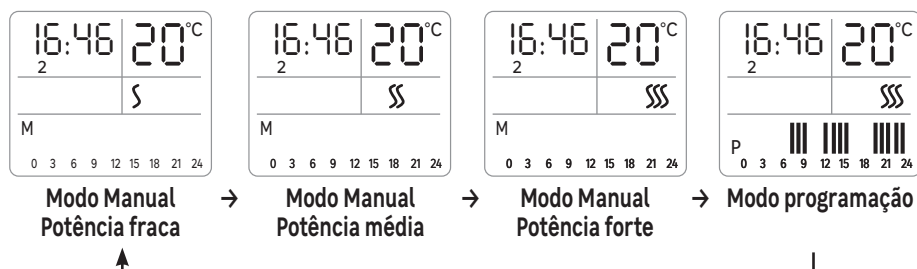 16:46 20°C
2
M
0 3 6 9 12 15 18 21 24
16:46 20°C
2
M
0 3 6 9 12 15 18 21 24
16:46 20°C
2
M
0 3 6 9 12 15 18 21 24
16:46 20°C
2
P
0 3 6 9 12 15 18 21 24
Modo Manual
Potência fraca
→
Modo Manual
Potência média
→
Modo Manual
Potência forte
→
Modo programação